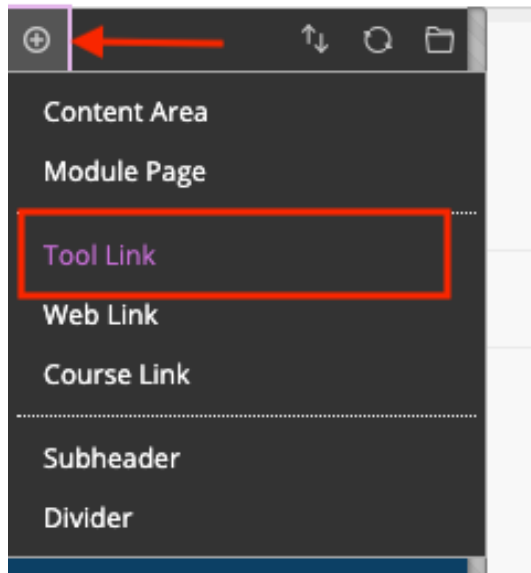 Content Area
Module Page
Tool Link
Web Link
Course Link
Subheader
Divider